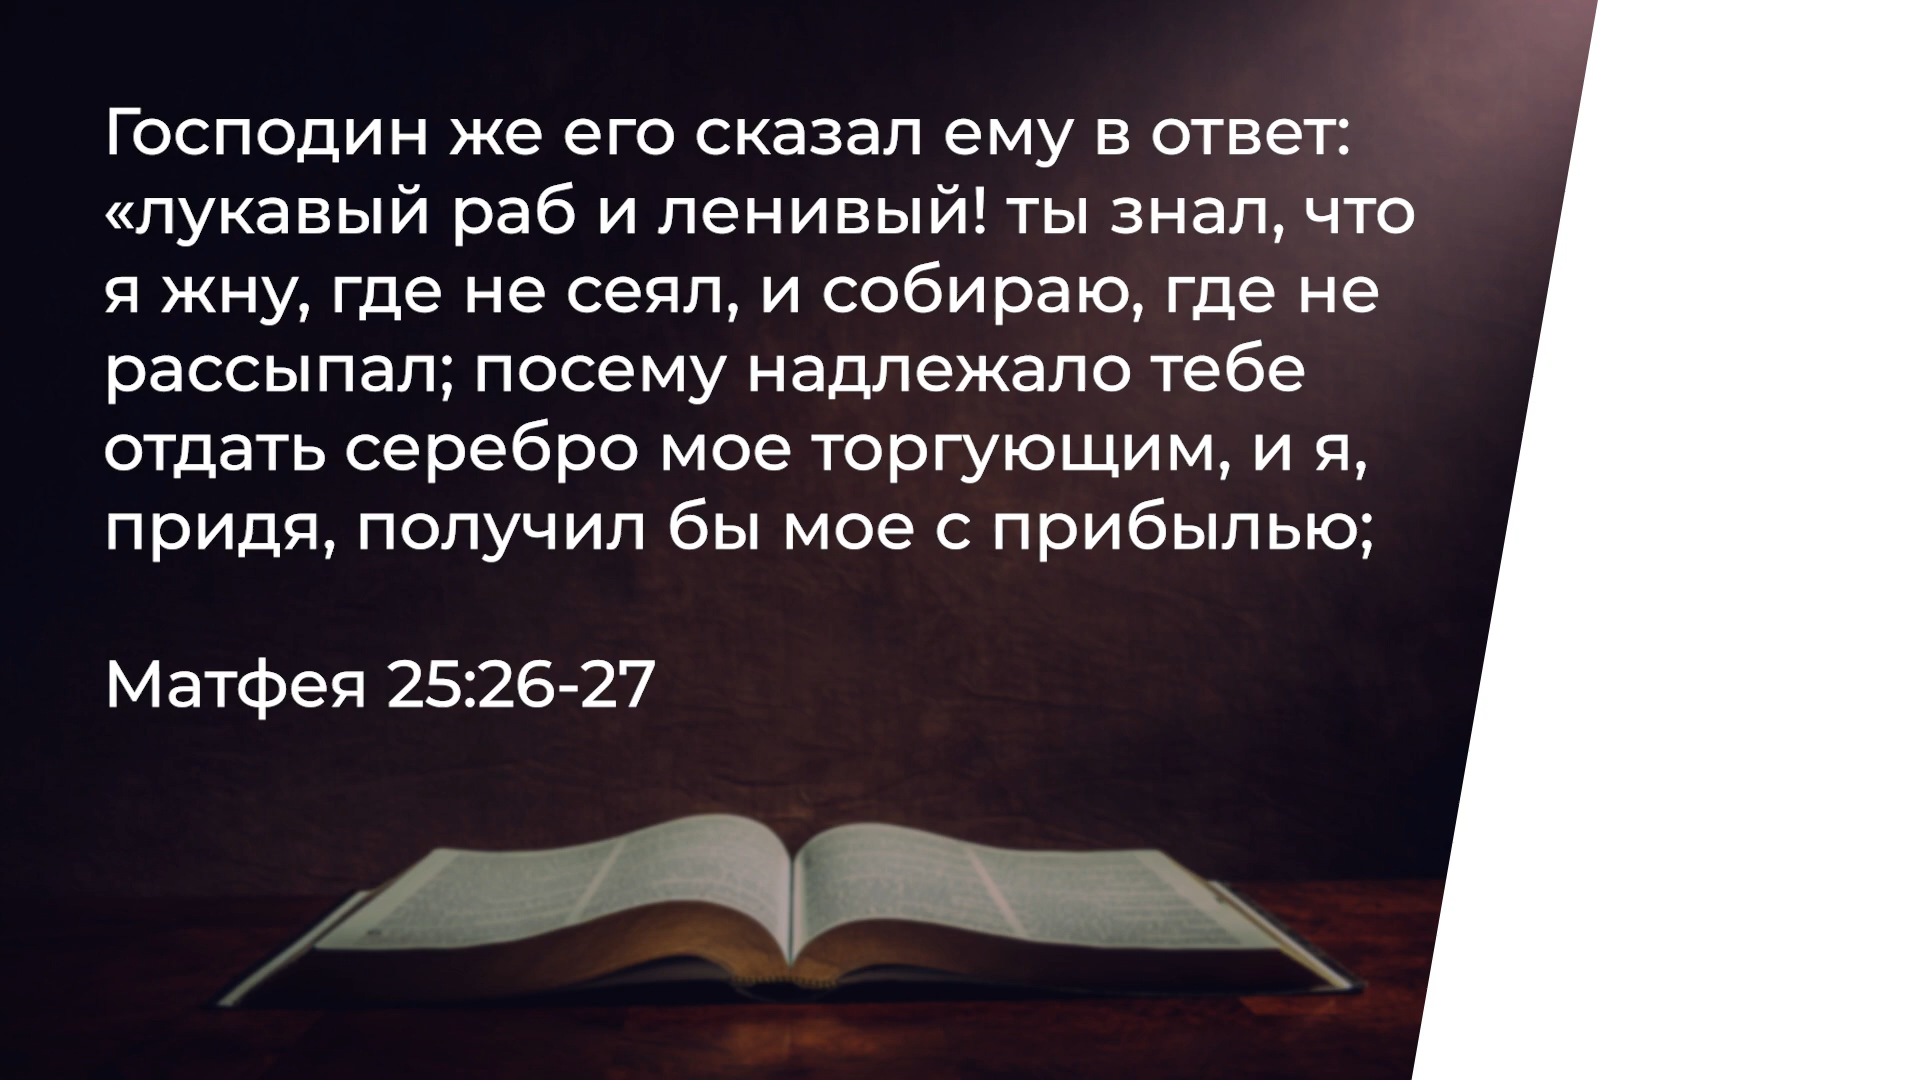 Господин же его сказал ему в ответ:
«лукавый раб и ленивый! ты знал, что
я жну, где не сеял, и собираю, где не
рассыпал; посему надлежало тебе
отдать серебро мое торгующим, и я,
придя, получил бы мое с прибылью;
Матфея 25:26-27